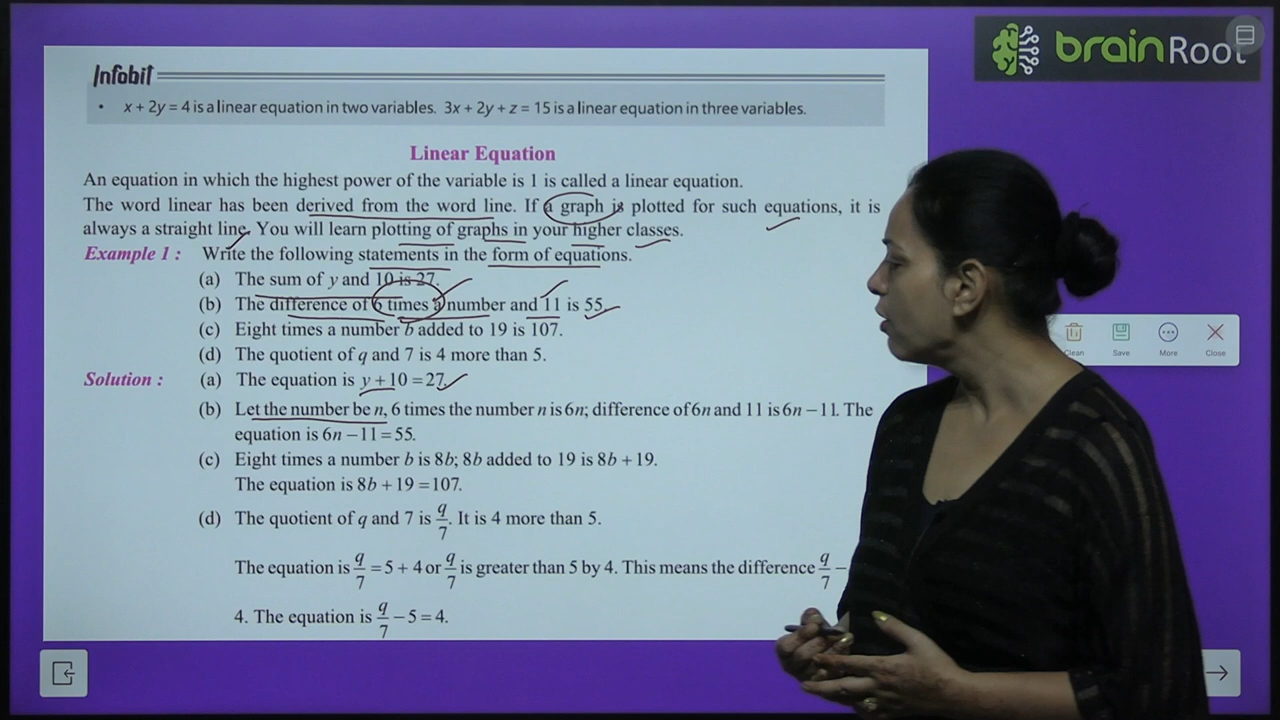 brainRoot
Infobit
• x + 2y = 4 is a linear equation in two variables. 3x + 2y + z = 15 is a linear equation in three variables.
Linear Equation
An equation in which the highest power of the variable is 1 is called a linear equation.
The word linear has been derived from the word line. If a graph is plotted for such equations, it is
always a straight line. You will learn plotting of graphs in your higher classes.
Example 1 : Write the following statements in the form of equations.
(a) The sum of y and 10 is 27.
(b) The difference of 6 times a number and 11 is 55.
(c) Eight times a number b added to 19 is 107.
(d) The quotient of q and 7 is 4 more than 5.
Solution : (a) The equation is y + 10 = 27.
(b) Let the number be n, 6 times the number n is 6n; difference of 6n and 11 is 6n – 11. The
equation is 6n – 11 = 55.
(c) Eight times a number b is 8b; 8b added to 19 is 8b + 19.
The equation is 8b + 19 = 107.
(d) The quotient of q and 7 is q/7. It is 4 more than 5.
The equation is q/7 = 5 + 4 or q/7 is greater than 5 by 4. This means the difference q/7 –
4. The equation is q/7 – 5 = 4.
Clean Save More Close